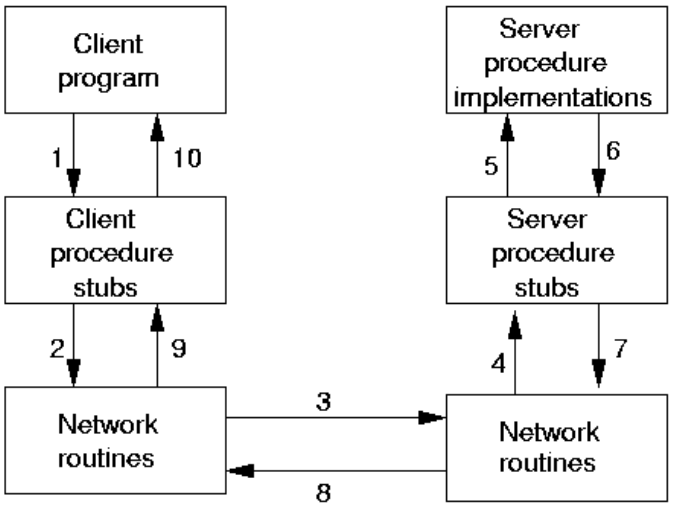 Client
program
Server
procedure
implementations
1
10
5
6
Client
procedure
stubs
Server
procedure
stubs
2
9
4
7
Network
routines
3
8
Network
routines